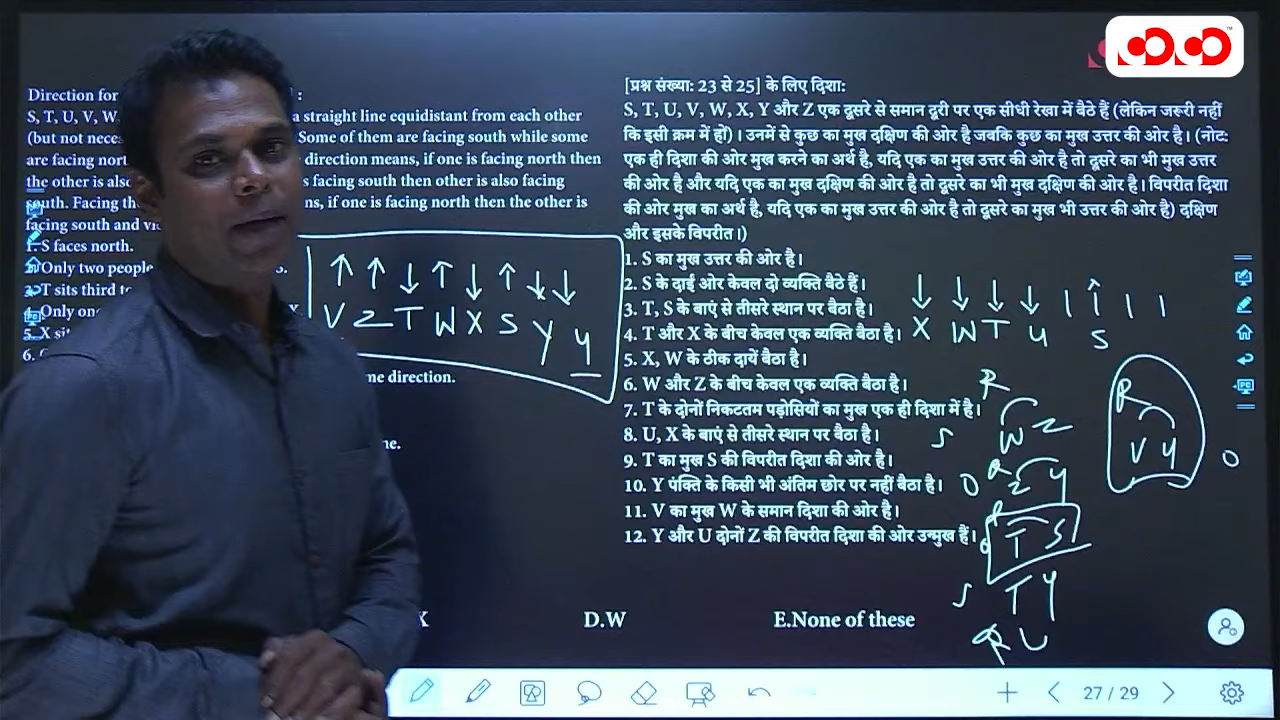 Direction for
:
S, T, U, V, W
a straight line equidistant from each other
(but not
Some of them are facing south while some
are facing
direction means, if one is facing north then
the other is
s facing south then other is also facing
south. Facing
ns, if one is facing north then the other is
facing south and
1. S faces north.
2. Only two people
3. T sits third
4. Only
5. X
6.
me direction.
ne.
V Z T W X S Y U
[प्रश्न संख्या: 23 से 25] के लिए दिशा:
S, T, U, V, W, X, Y और Z एक दूसरे से समान दूरी पर एक सीधी रेखा में बैठे हैं (लेकिन जरूरी नहीं
कि इसी क्रम में हों)। उनमें से कुछ का मुख दक्षिण की ओर है जबकि कुछ का मुख उत्तर की ओर है। (नोट:
एक ही दिशा की ओर मुख करने का अर्थ है, यदि एक का मुख उत्तर की ओर है तो दूसरे का भी मुख उत्तर
की ओर है और यदि एक का मुख दक्षिण की ओर है तो दूसरे का भी मुख दक्षिण की ओर है। विपरीत दिशा
की ओर मुख का अर्थ है, यदि एक का मुख उत्तर की ओर है तो दूसरे का मुख भी उत्तर की ओर है) दक्षिण
और इसके विपरीत।)
1. S का मुख उत्तर की ओर है।
2. S के दाईं ओर केवल दो व्यक्ति बैठे हैं।
3. T, S के बाएं से तीसरे स्थान पर बैठा है।
4. T और X के बीच केवल एक व्यक्ति बैठा है।
5. X, W के ठीक दायें बैठा है।
6. W और Z के बीच केवल एक व्यक्ति बैठा है।
7. T के दोनों निकटतम पड़ोसियों का मुख एक ही दिशा में है।
8. U, X के बाएं से तीसरे स्थान पर बैठा है।
9. T का मुख S की विपरीत दिशा की ओर है।
10. Y पंक्ति के किसी भी अंतिम छोर पर नहीं बैठा है।
11. V का मुख W के समान दिशा की ओर है।
12. Y और U दोनों Z की विपरीत दिशा की ओर उन्मुख हैं।
X W T U S
R
S W Z
O Z Y
T S
S T Y
R U
R
V Y
O
X
D.W
E.None of these
27 / 29